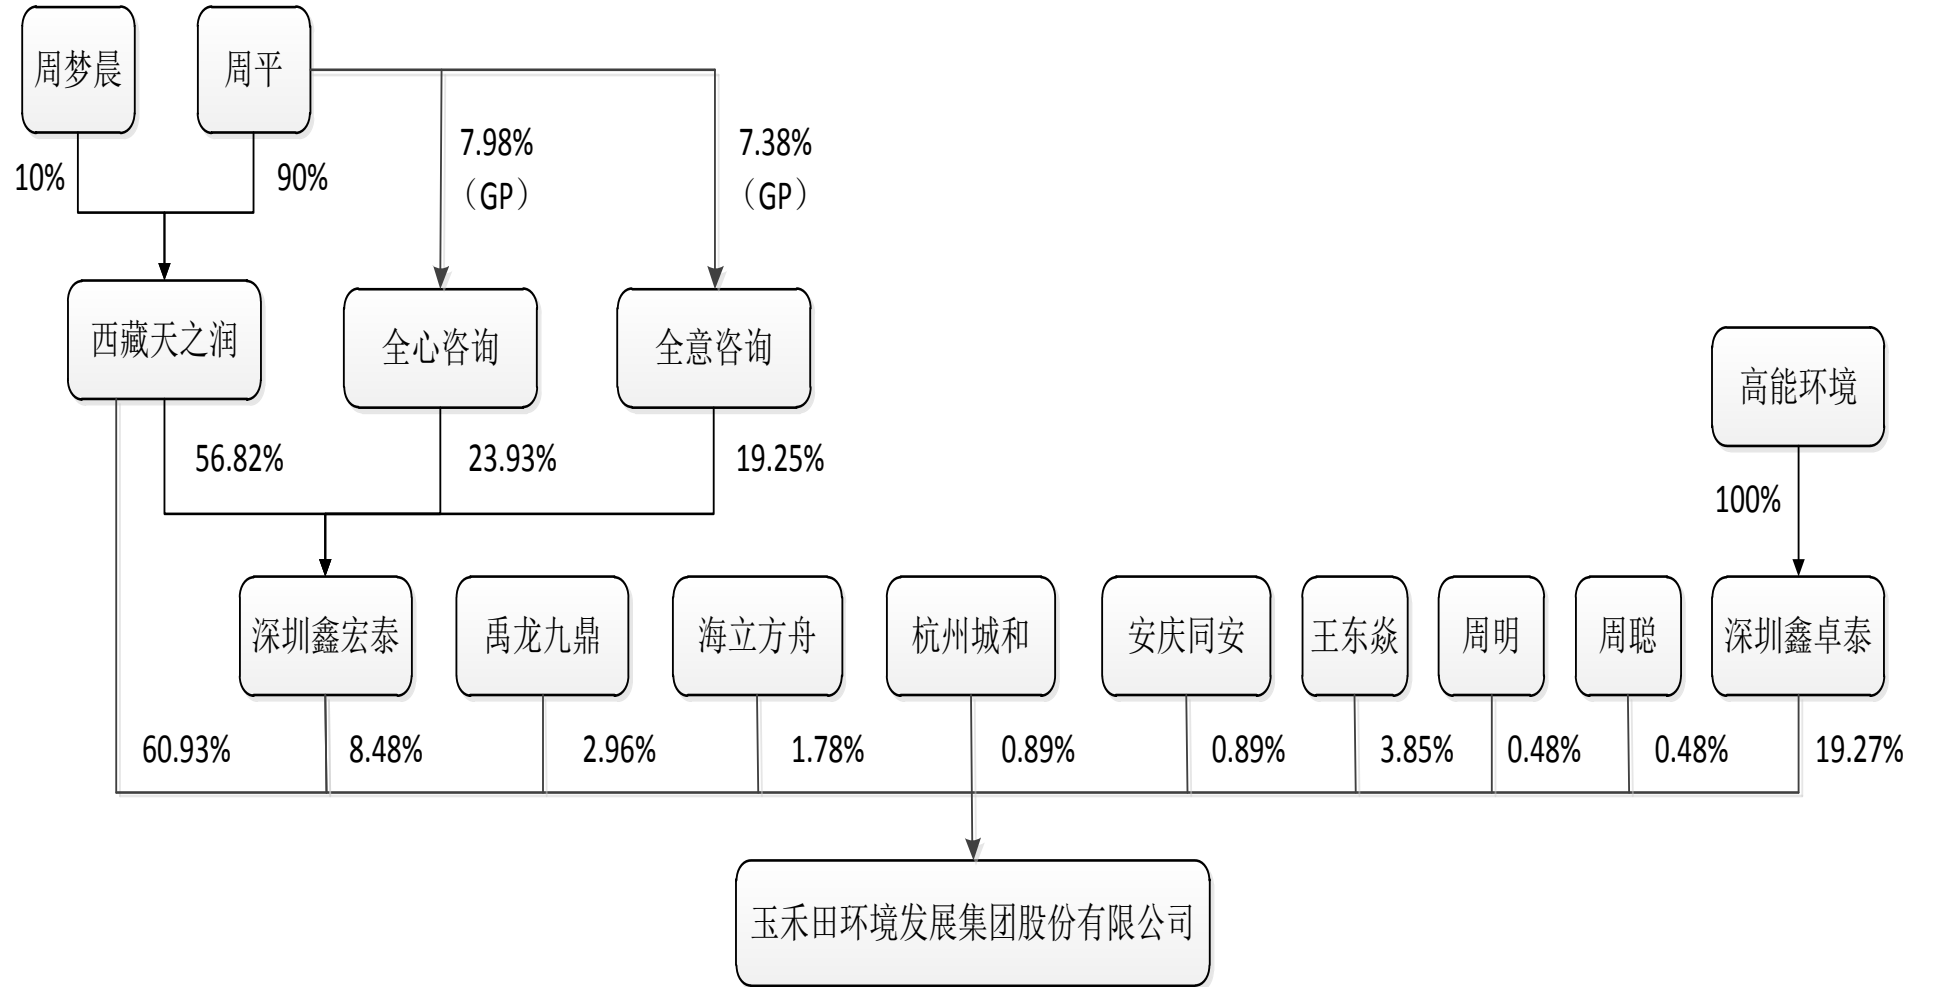 周梦晨
周平
7.98%
（GP）
7.38%
（GP）
10%
90%
西藏天之润
全心咨询
全意咨询
高能环境
56.82%
23.93%
19.25%
100%
深圳鑫宏泰
禹龙九鼎
海立方舟
杭州城和
安庆同安
王东焱
周明
周聪
深圳鑫卓泰
60.93%
8.48%
2.96%
1.78%
0.89%
0.89%
3.85%
0.48%
0.48%
19.27%
玉禾田环境发展集团股份有限公司